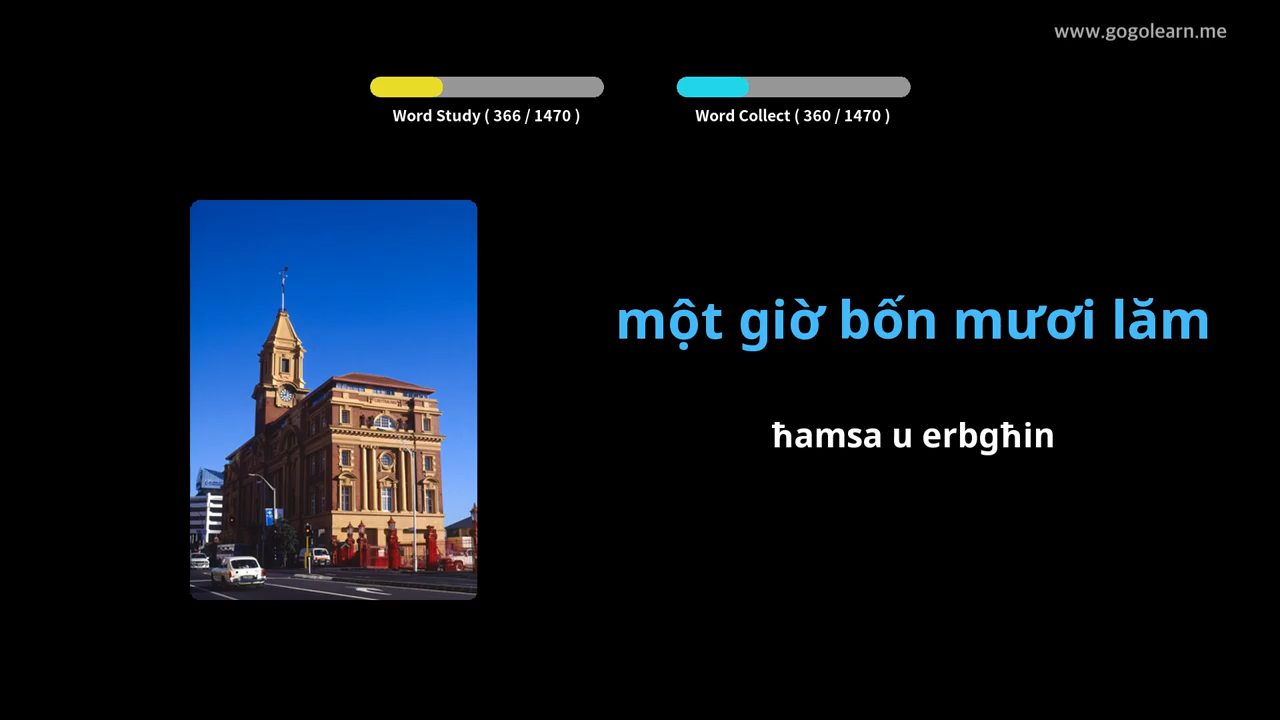 www.gogolearn.me
Word Study ( 366 / 1470 )
Word Collect ( 360 / 1470 )
một giờ bốn mươi lăm
ħamsa u erbgħin